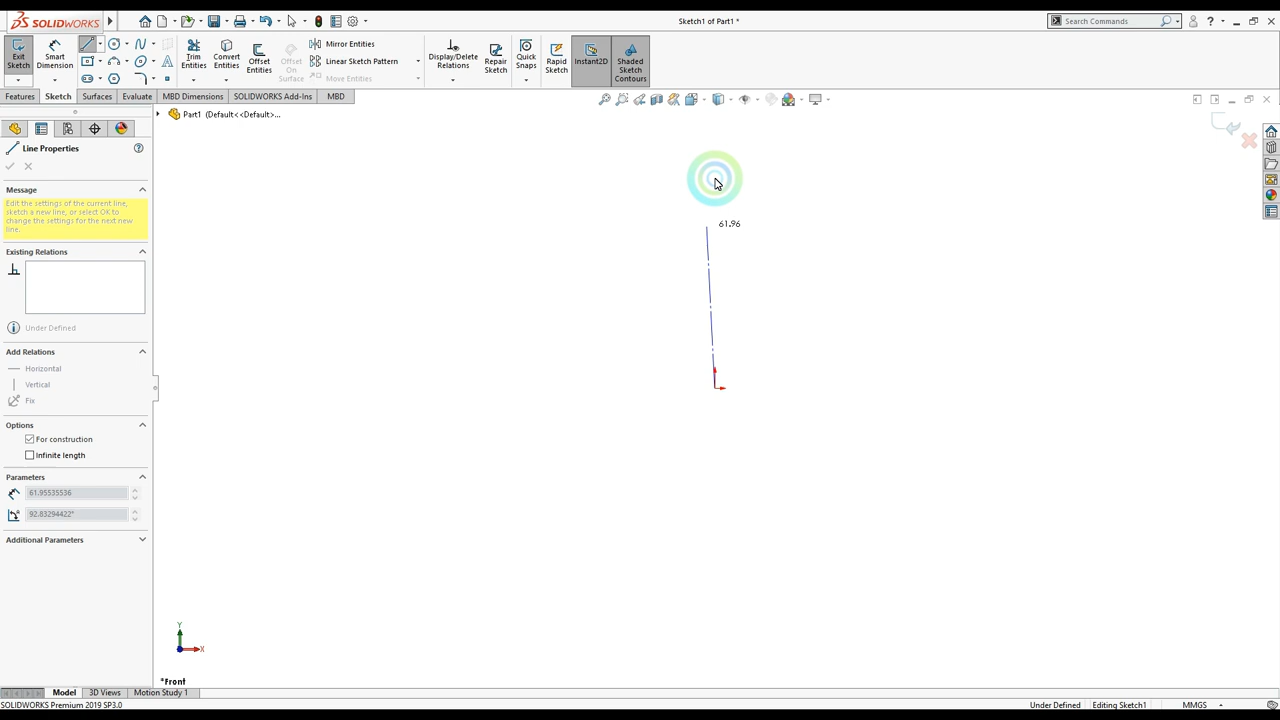 SOLIDWORKS
Sketch1 of Part1 *
Search Commands
Exit Sketch
Smart Dimension
Trim Entities
Convert Entities
Offset Entities
Offset On Surface
Mirror Entities
Linear Sketch Pattern
Move Entities
Display/Delete Relations
Repair Sketch
Quick Snaps
Rapid Sketch
Instant2D
Shaded Sketch Contours
Features
Sketch
Surfaces
Evaluate
MBD Dimensions
SOLIDWORKS Add-Ins
MBD
Part1 (Default<<Default>...
Line Properties
Message
Edit the settings of the current line,
sketch a new line, or select OK to
change the settings for the next new
line.
Existing Relations
Under Defined
Add Relations
Horizontal
Vertical
Fix
Options
For construction
Infinite length
Parameters
61.95535536
92.83294422°
Additional Parameters
61.96
Y
X
*Front
Model
3D Views
Motion Study 1
SOLIDWORKS Premium 2019 SP3.0
Under Defined
Editing Sketch1
MMGS